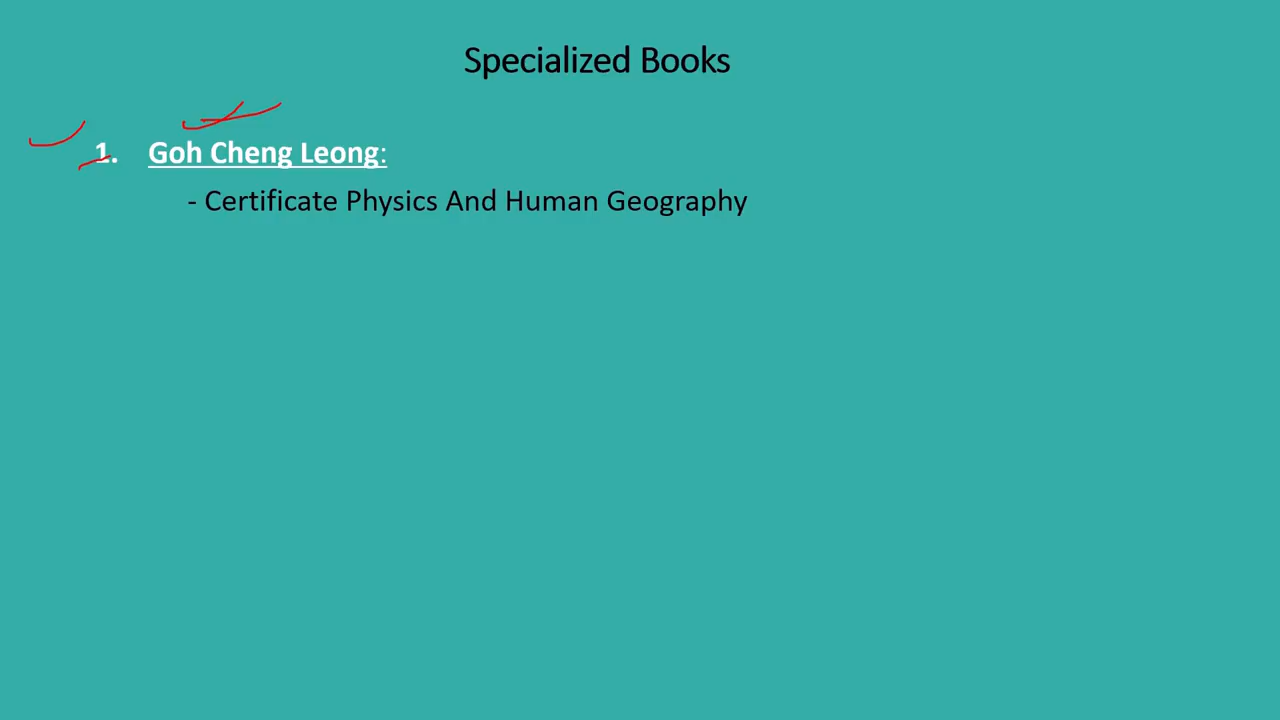 Specialized Books
1. Goh Cheng Leong:
- Certificate Physics And Human Geography